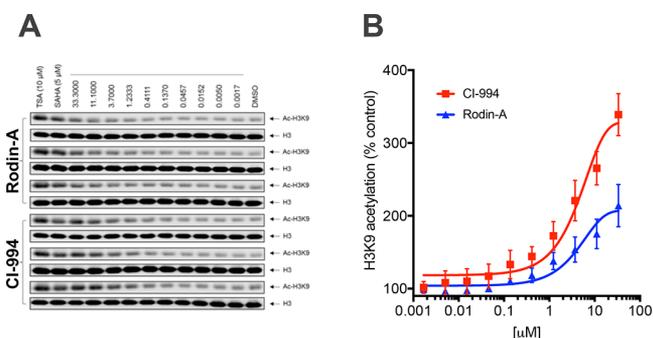 A
TSA (10 μM)
SAHA (5 μM)
33.3000
11.1000
3.7000
1.2333
0.4111
0.1370
0.0457
0.0152
0.0050
0.0017
DMSO
Rodin-A
Ac-H3K9
H3
Ac-H3K9
H3
Ac-H3K9
H3
CI-994
Ac-H3K9
H3
Ac-H3K9
H3
Ac-H3K9
H3
B
H3K9 acetylation (% control)
400
300
200
100
CI-994
Rodin-A
0.001 0.01 0.1 1 10 100
[μM]